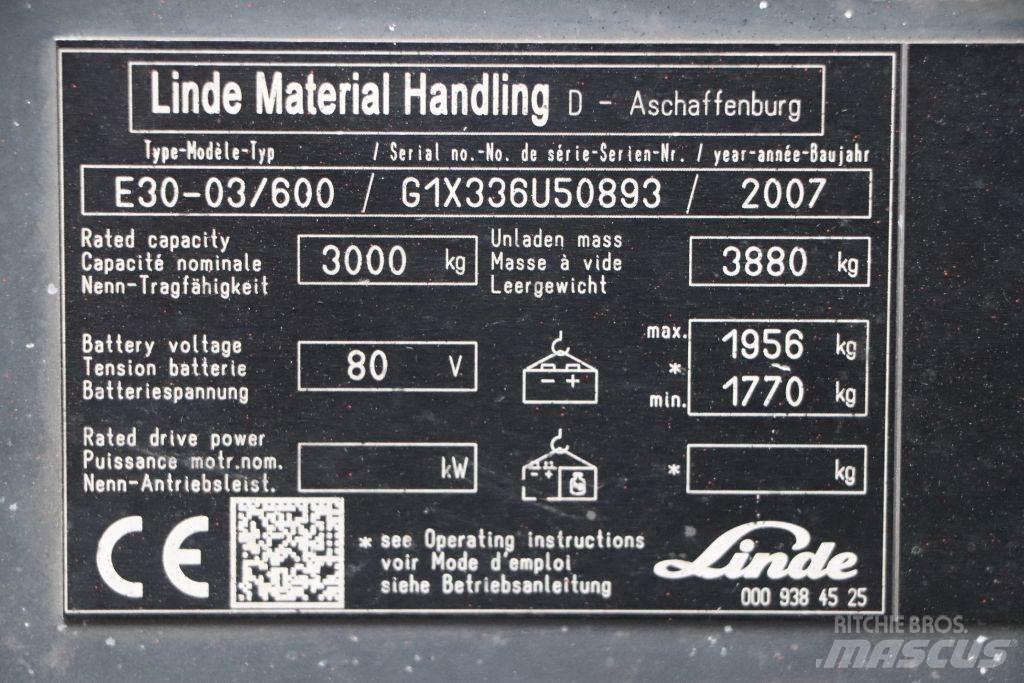 Linde Material Handling D - Aschaffenburg
Type-Modèle-Typ / Serial no.-No. de série-Serien-Nr. / year-année-Baujahr
E30-03/600 / G1X336U50893 / 2007
Rated capacity
Capacité nominale
Nenn-Tragfähigkeit
3000 kg
Unladen mass
Masse à vide
Leergewicht
3880 kg
Battery voltage
Tension batterie
Batteriespannung
80 V
- +
max. 1956 kg
*
min. 1770 kg
Rated drive power
Puissance motr.nom.
Nenn-Antriebsleist.
kW
- +
* kg
CE
* see Operating instructions
voir Mode d'emploi
siehe Betriebsanleitung
Linde
000 938 45 25
RITCHIE BROS.
MASCUS